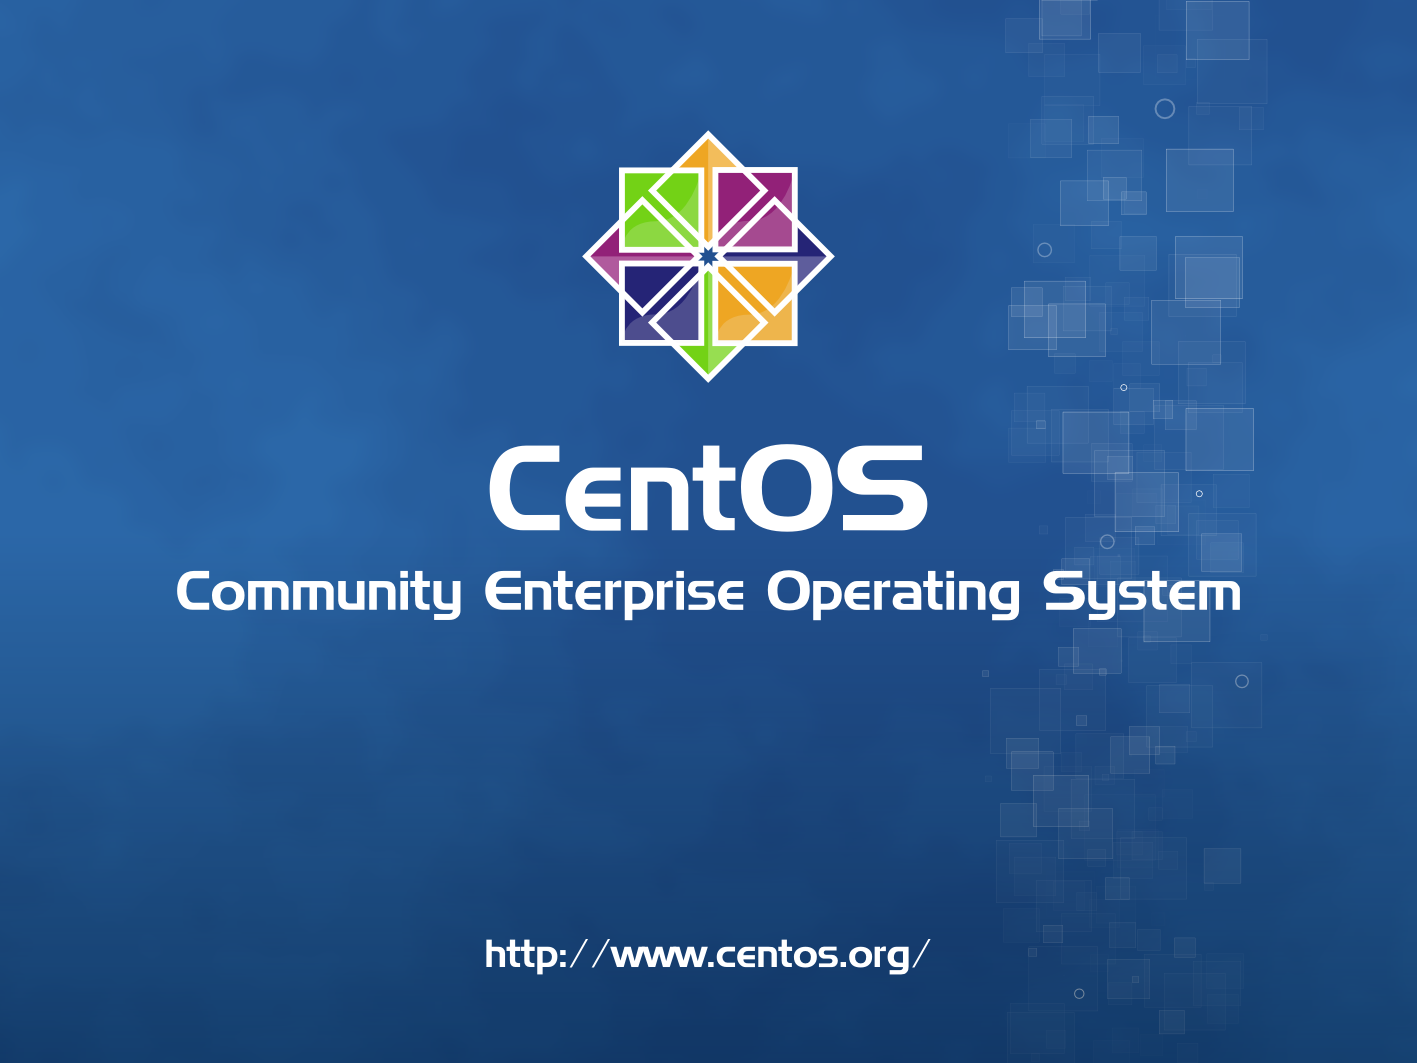 CentOS
Community Enterprise Operating System
http://www.centos.org/